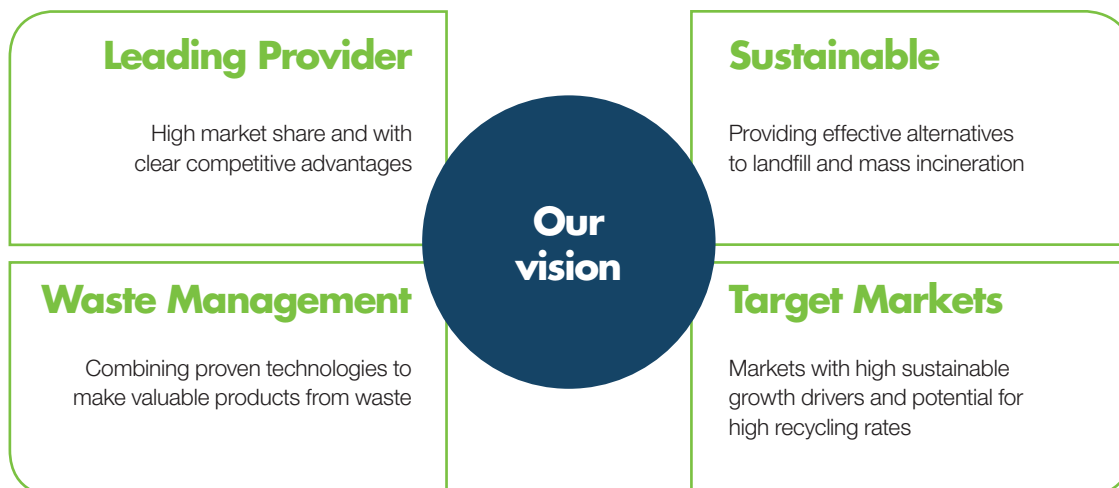 Leading Provider
High market share and with
clear competitive advantages
Sustainable
Providing effective alternatives
to landfill and mass incineration
Our
vision
Waste Management
Combining proven technologies to
make valuable products from waste
Target Markets
Markets with high sustainable
growth drivers and potential for
high recycling rates